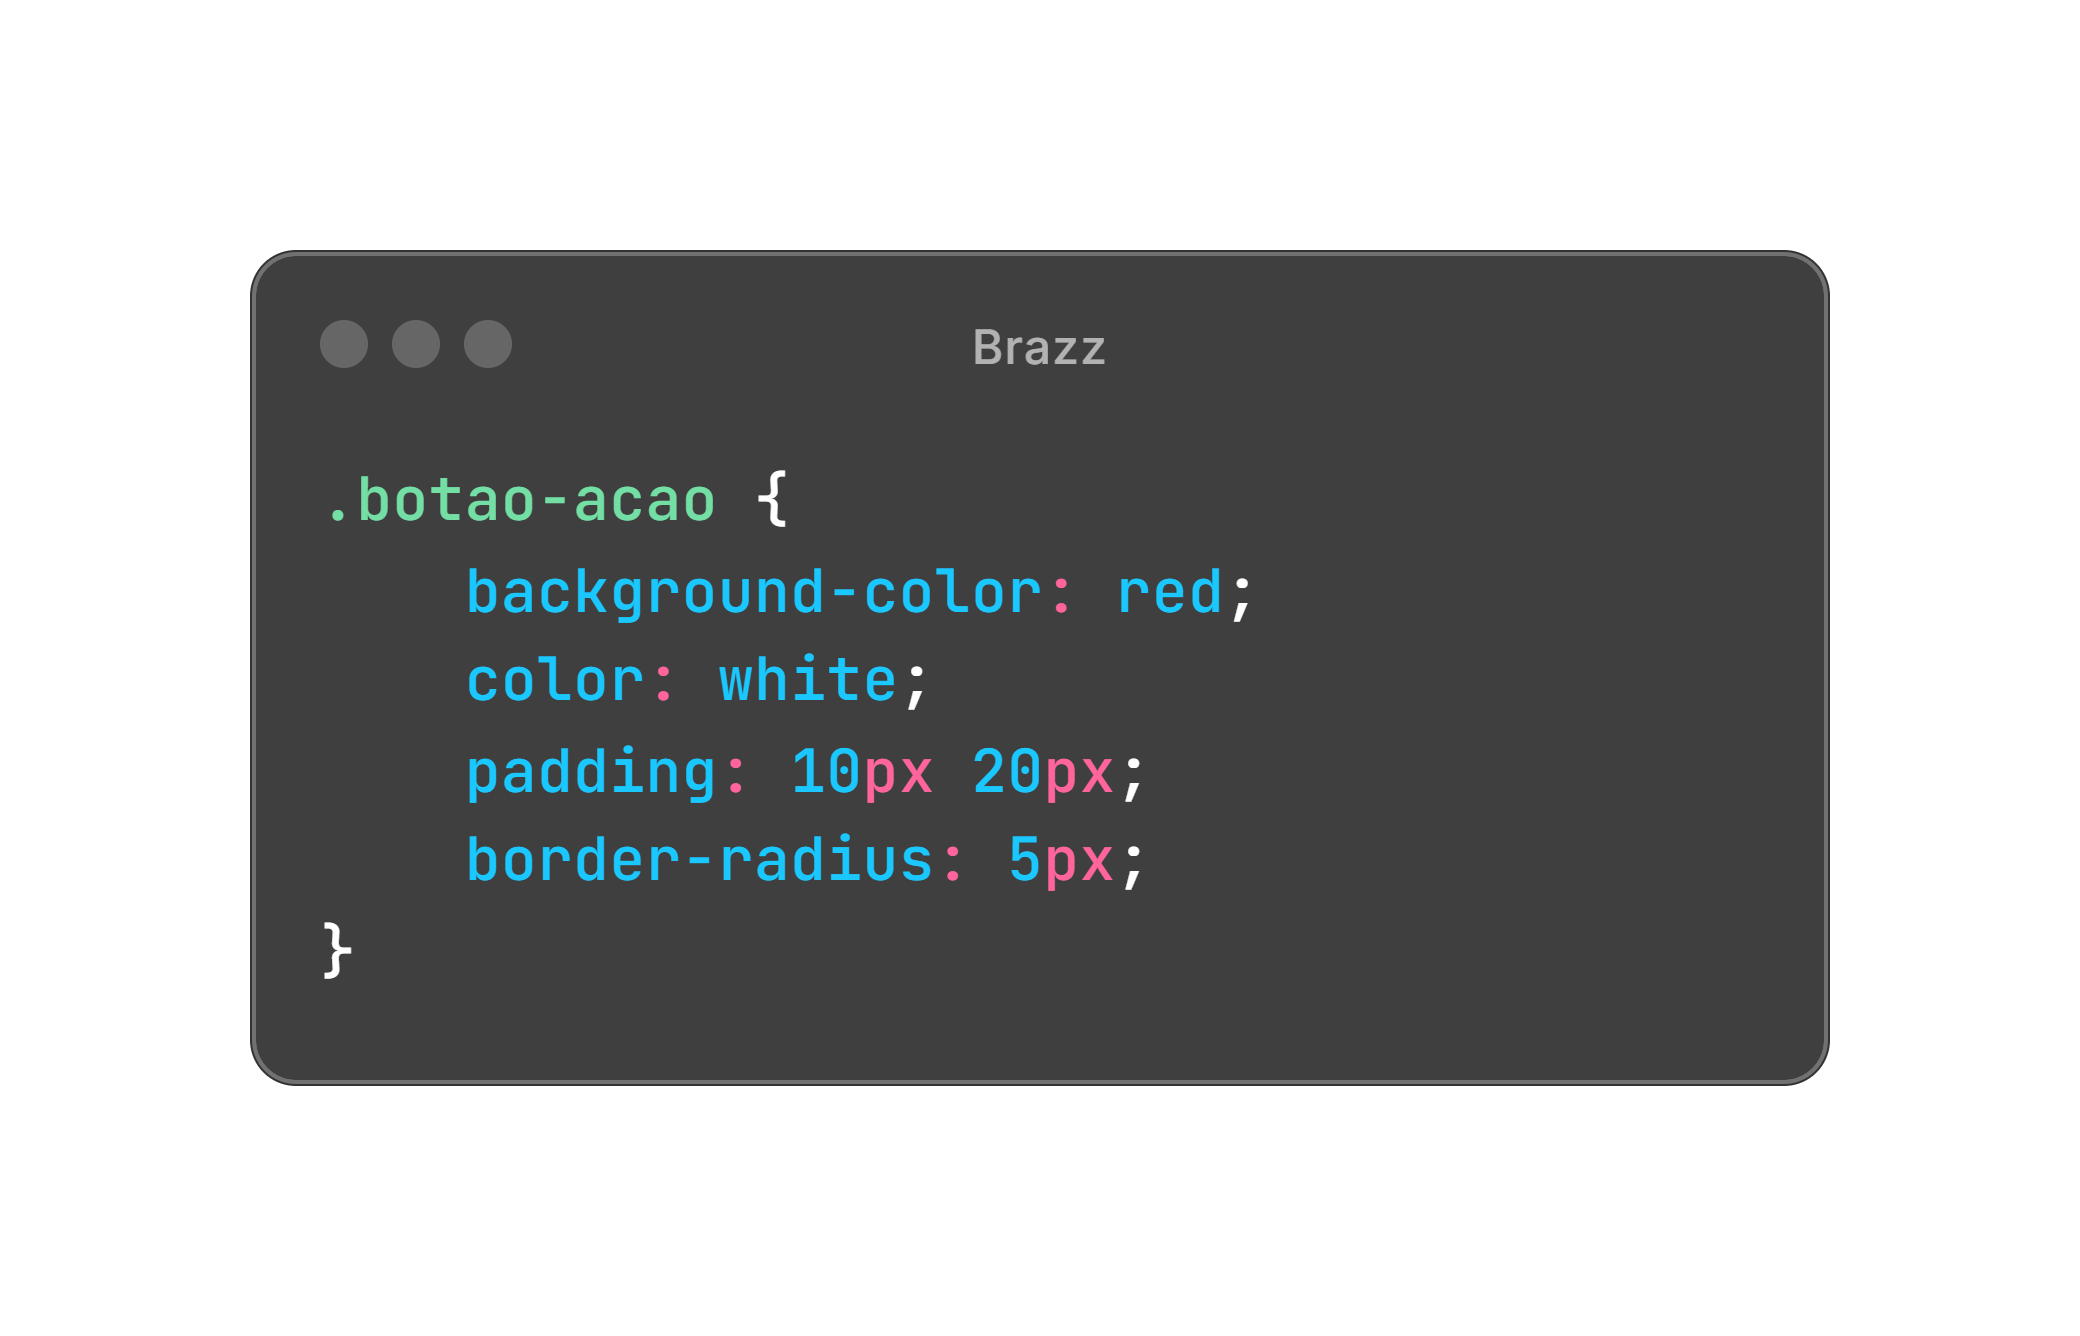 Brazz
.botao-acao {
    background-color: red;
    color: white;
    padding: 10px 20px;
    border-radius: 5px;
}